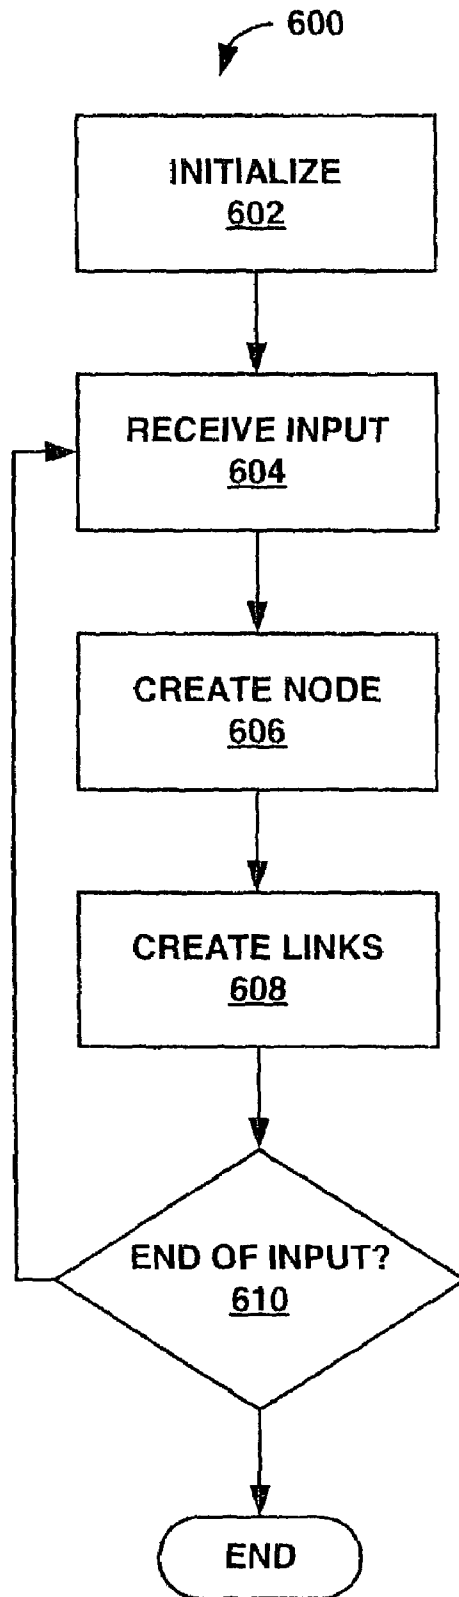 600
INITIALIZE
602
RECEIVE INPUT
604
CREATE NODE
606
CREATE LINKS
608
END OF INPUT?
610
END